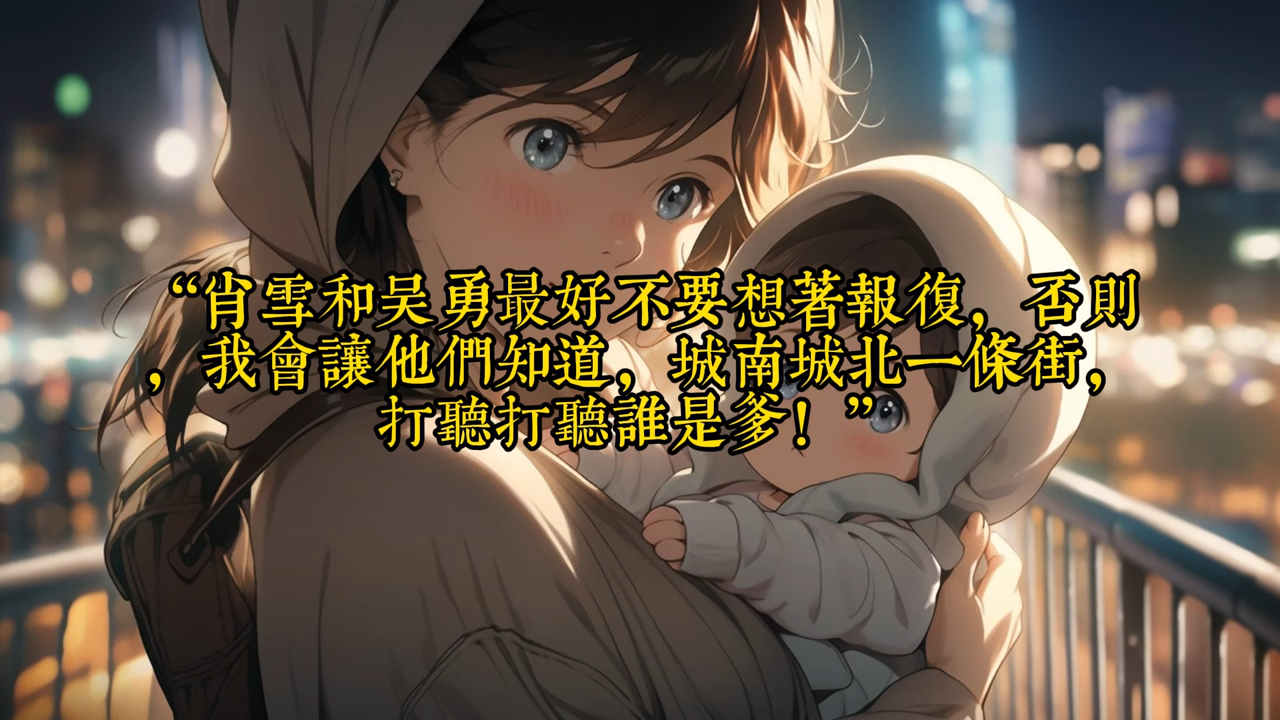 “肖雪和吴勇最好不要想著報復，否則
，我會讓他們知道，城南城北一條街，
打聽打聽誰是爹！”